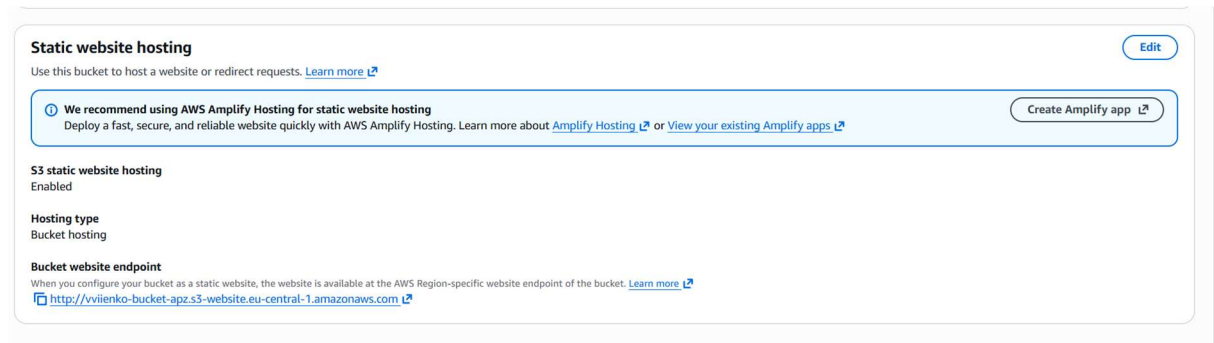 Static website hosting
Edit
Use this bucket to host a website or redirect requests. Learn more
We recommend using AWS Amplify Hosting for static website hosting
Create Amplify app
Deploy a fast, secure, and reliable website quickly with AWS Amplify Hosting. Learn more about Amplify Hosting or View your existing Amplify apps
S3 static website hosting
Enabled
Hosting type
Bucket hosting
Bucket website endpoint
When you configure your bucket as a static website, the website is available at the AWS Region-specific website endpoint of the bucket. Learn more
http://vviienko-bucket-apz.s3-website.eu-central-1.amazonaws.com